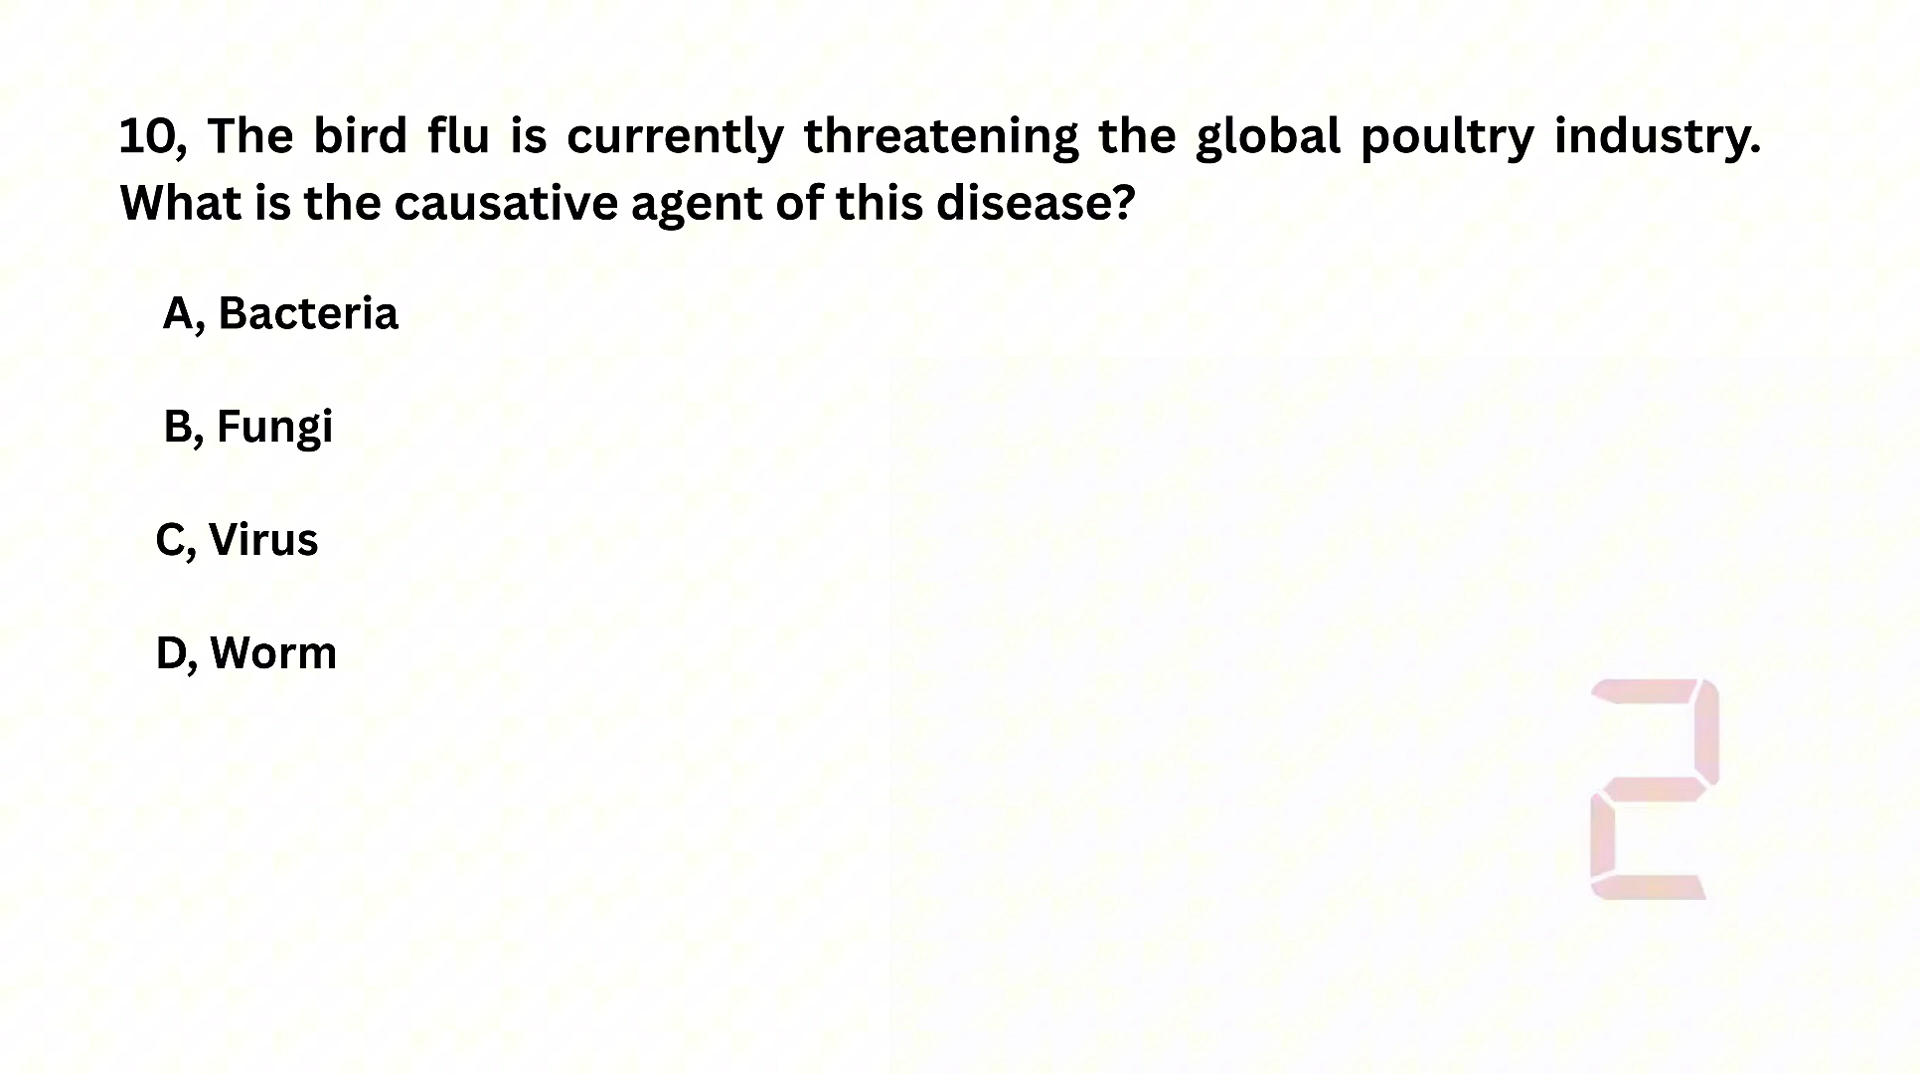 10, The bird flu is currently threatening the global poultry industry.
What is the causative agent of this disease?
A, Bacteria
B, Fungi
C, Virus
D, Worm
2